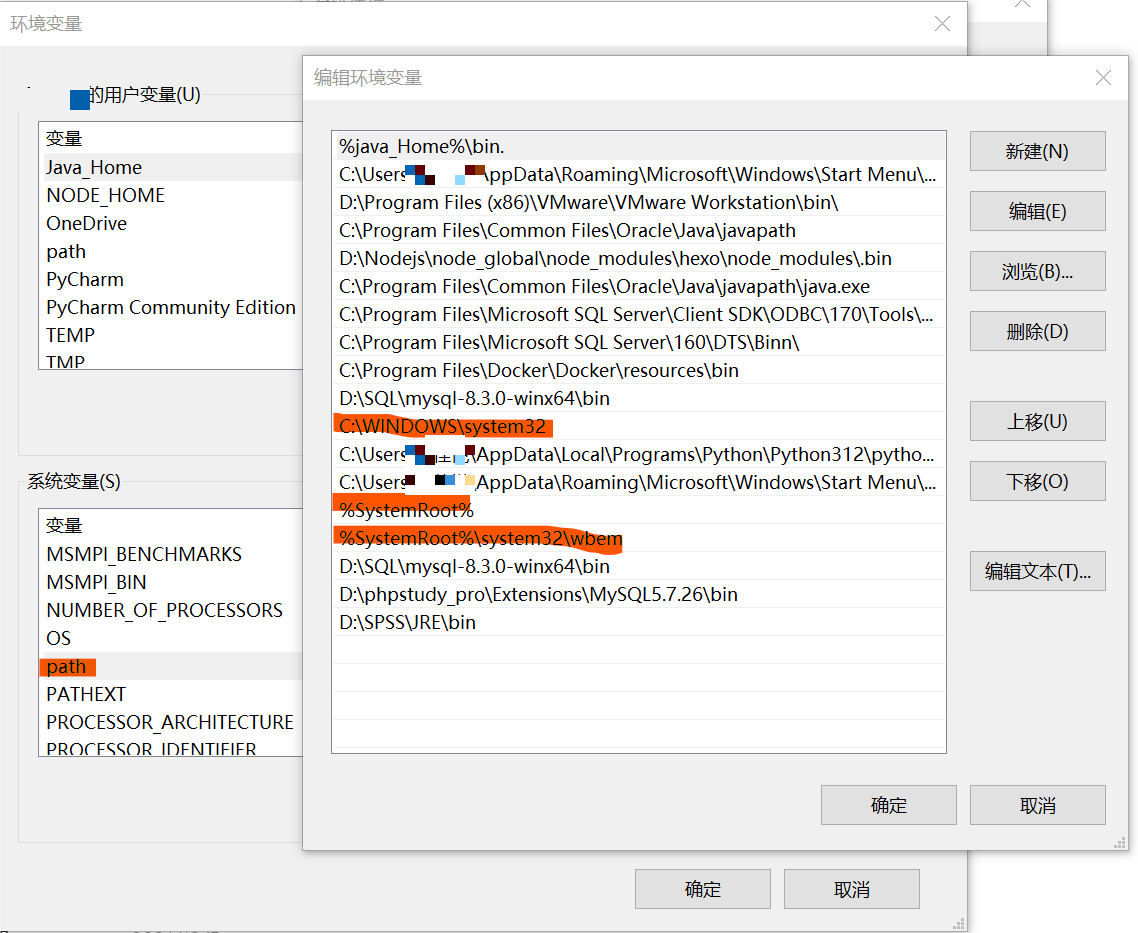 环境变量
的用户变量(U)
变量
Java_Home
NODE_HOME
OneDrive
path
PyCharm
PyCharm Community Edition
TEMP
TMP
系统变量(S)
变量
MSMPI_BENCHMARKS
MSMPI_BIN
NUMBER_OF_PROCESSORS
OS
path
PATHEXT
PROCESSOR_ARCHITECTURE
PROCESSOR_IDENTIFIER
确定
取消
编辑环境变量
%java_Home%\bin.
C:\Users \ppData\Roaming\Microsoft\Windows\Start Menu\...
D:\Program Files (x86)\VMware\VMware Workstation\bin\
C:\Program Files\Common Files\Oracle\Java\javapath
D:\Nodejs\node_global\node_modules\hexo\node_modules\.bin
C:\Program Files\Common Files\Oracle\Java\javapath\java.exe
C:\Program Files\Microsoft SQL Server\Client SDK\ODBC\170\Tools\...
C:\Program Files\Microsoft SQL Server\160\DTS\Binn\
C:\Program Files\Docker\Docker\resources\bin
D:\SQL\mysql-8.3.0-winx64\bin
C:\WINDOWS\system32
C:\Users \AppData\Local\Programs\Python\Python312\pytho...
C:\Users AppData\Roaming\Microsoft\Windows\Start Menu\...
%SystemRoot%
%SystemRoot%\system32\wbem
D:\SQL\mysql-8.3.0-winx64\bin
D:\phpstudy_pro\Extensions\MySQL5.7.26\bin
D:\SPSS\JRE\bin
新建(N)
编辑(E)
浏览(B)...
删除(D)
上移(U)
下移(O)
编辑文本(T)...
确定
取消